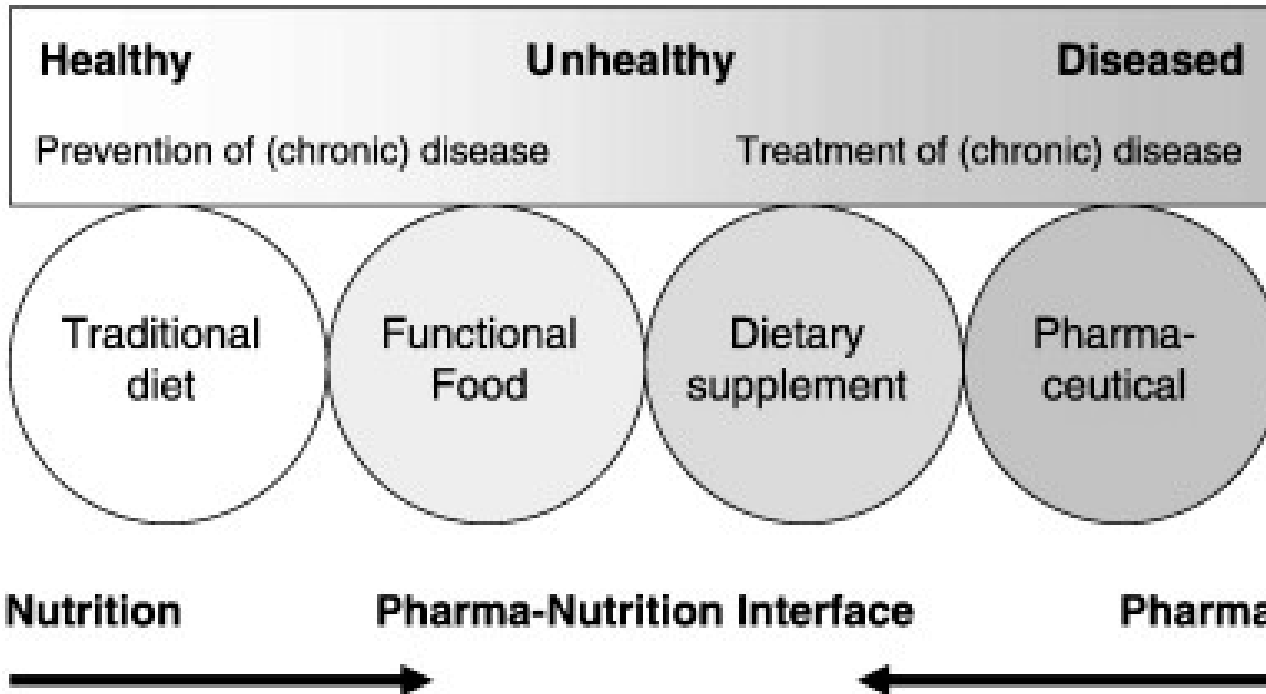 Healthy Unhealthy Diseased
Prevention of (chronic) disease Treatment of (chronic) disease
Traditional
diet
Functional
Food
Dietary
supplement
Pharma-
ceutical
Nutrition Pharma-Nutrition Interface Pharma